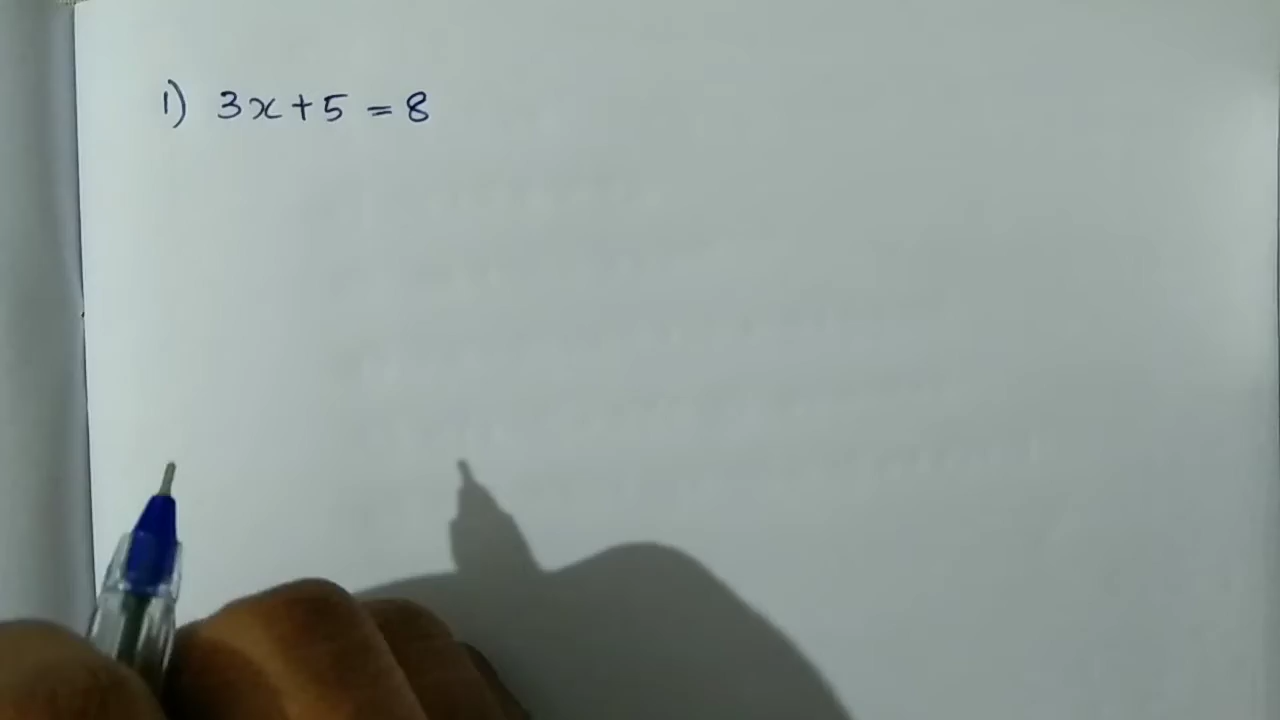 1) 3x + 5 = 8